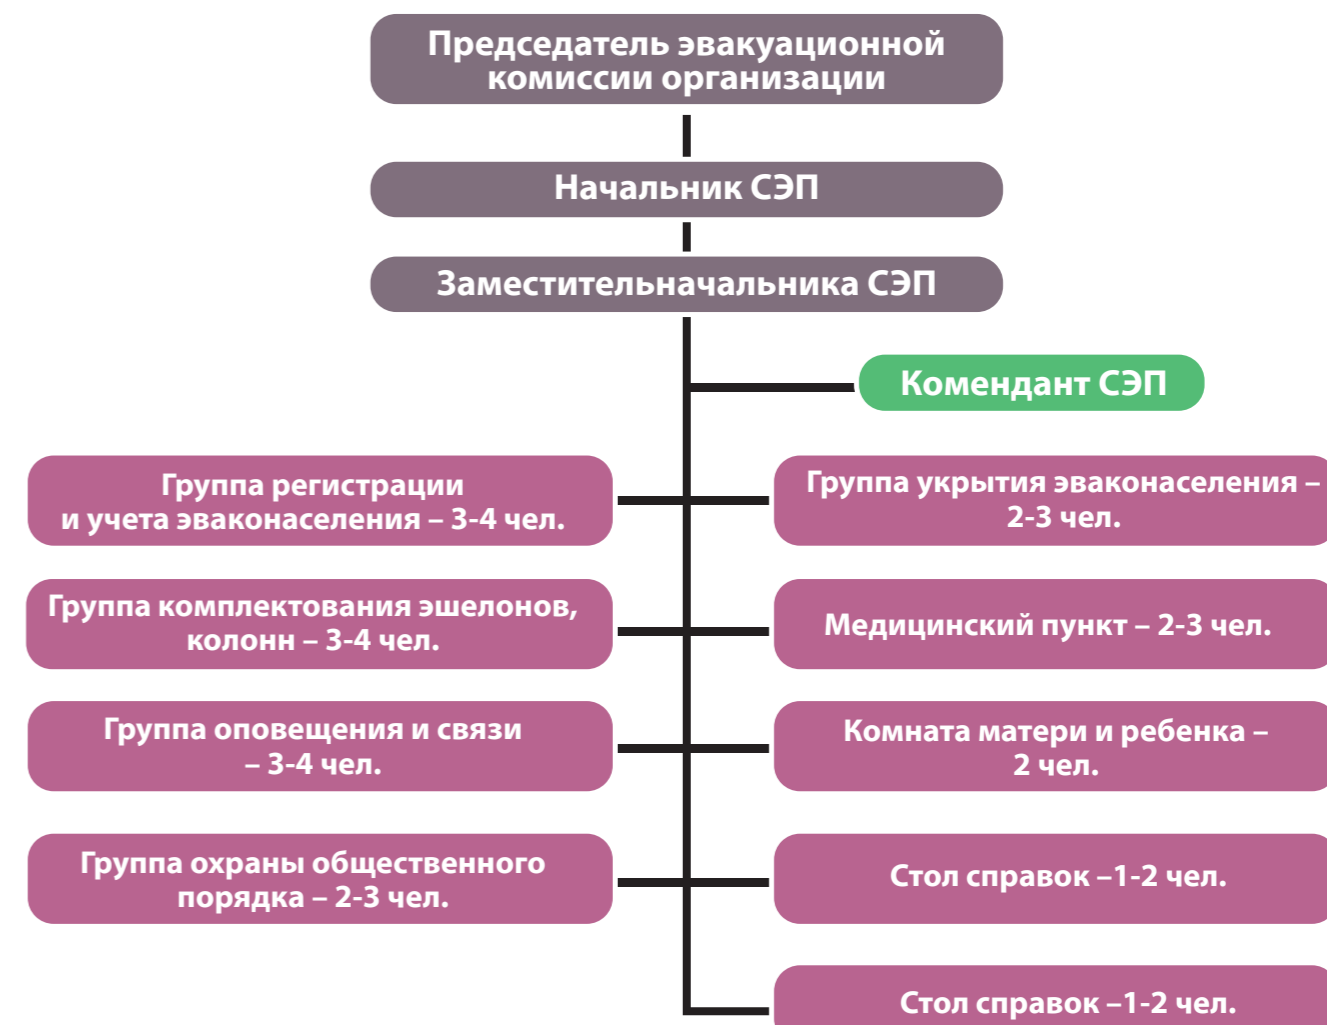 Председатель эвакуационной
комиссии организации
Начальник СЭП
Заместительначальника СЭП
Комендант СЭП
Группа регистрации
и учета эваконаселения – 3-4 чел.
Группа укрытия эваконаселения –
2-3 чел.
Группа комплектования эшелонов,
колонн – 3-4 чел.
Медицинский пункт – 2-3 чел.
Группа оповещения и связи
– 3-4 чел.
Комната матери и ребенка –
2 чел.
Группа охраны общественного
порядка – 2-3 чел.
Стол справок –1-2 чел.
Стол справок –1-2 чел.